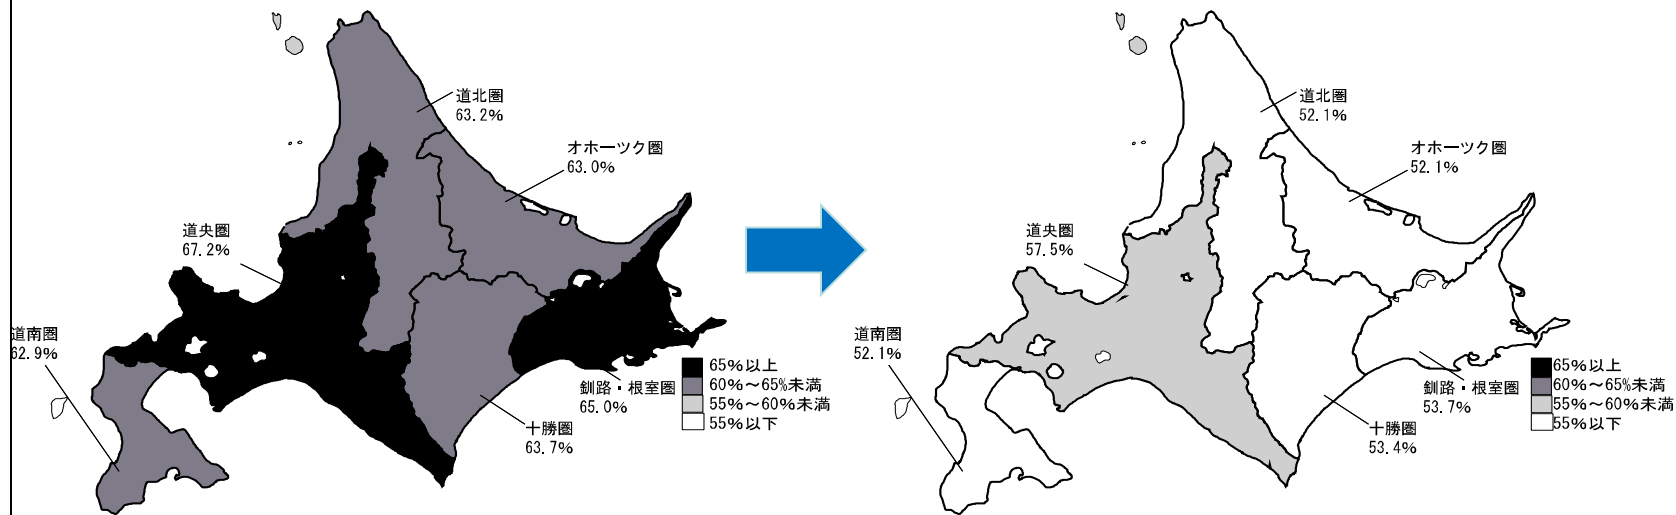 道北圏
63.2%
オホーツク圏
63.0%
道央圏
67.2%
道南圏
62.9%
釧路・根室圏
65.0%
十勝圏
63.7%
65%以上
60%～65%未満
55%～60%未満
55%以下
道北圏
52.1%
オホーツク圏
52.1%
道央圏
57.5%
道南圏
52.1%
釧路・根室圏
53.7%
十勝圏
53.4%
65%以上
60%～65%未満
55%～60%未満
55%以下